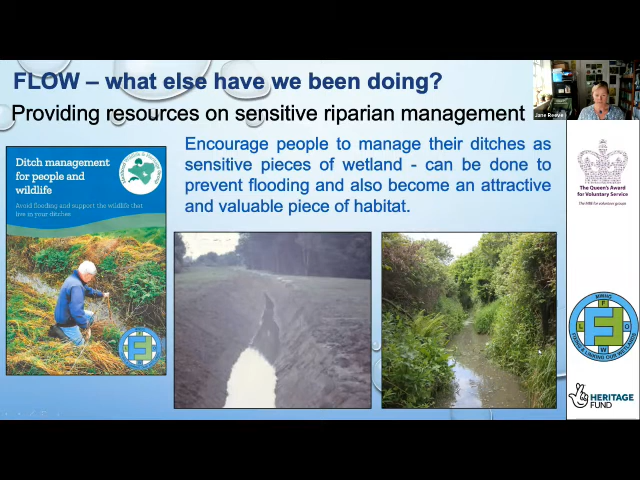 FLOW – what else have we been doing?
Providing resources on sensitive riparian management
Jane Reeve
Ditch management
for people and
wildlife
Avoid flooding and support the wildlife that
live in your ditches
Encourage people to manage their ditches as
sensitive pieces of wetland - can be done to
prevent flooding and also become an attractive
and valuable piece of habitat.
The Queen's Award
for Voluntary Service
The MBE for volunteer groups
F
L O
W
HERITAGE
FUND